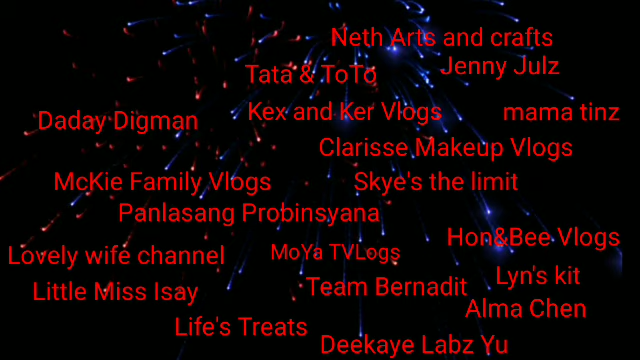 Neth Arts and crafts
Jenny Julz
Tata & ToTo
Kex and Ker Vlogs
mama tinz
Daday Digman
Clarisse Makeup Vlogs
McKie Family Vlogs
Skye's the limit
Panlasang Probinsyana
Hon&Bee Vlogs
Lovely wife channel
MoYa TVLogs
Lyn's kit
Little Miss Isay
Team Bernadit
Alma Chen
Life's Treats
Deekaye Labz Yu